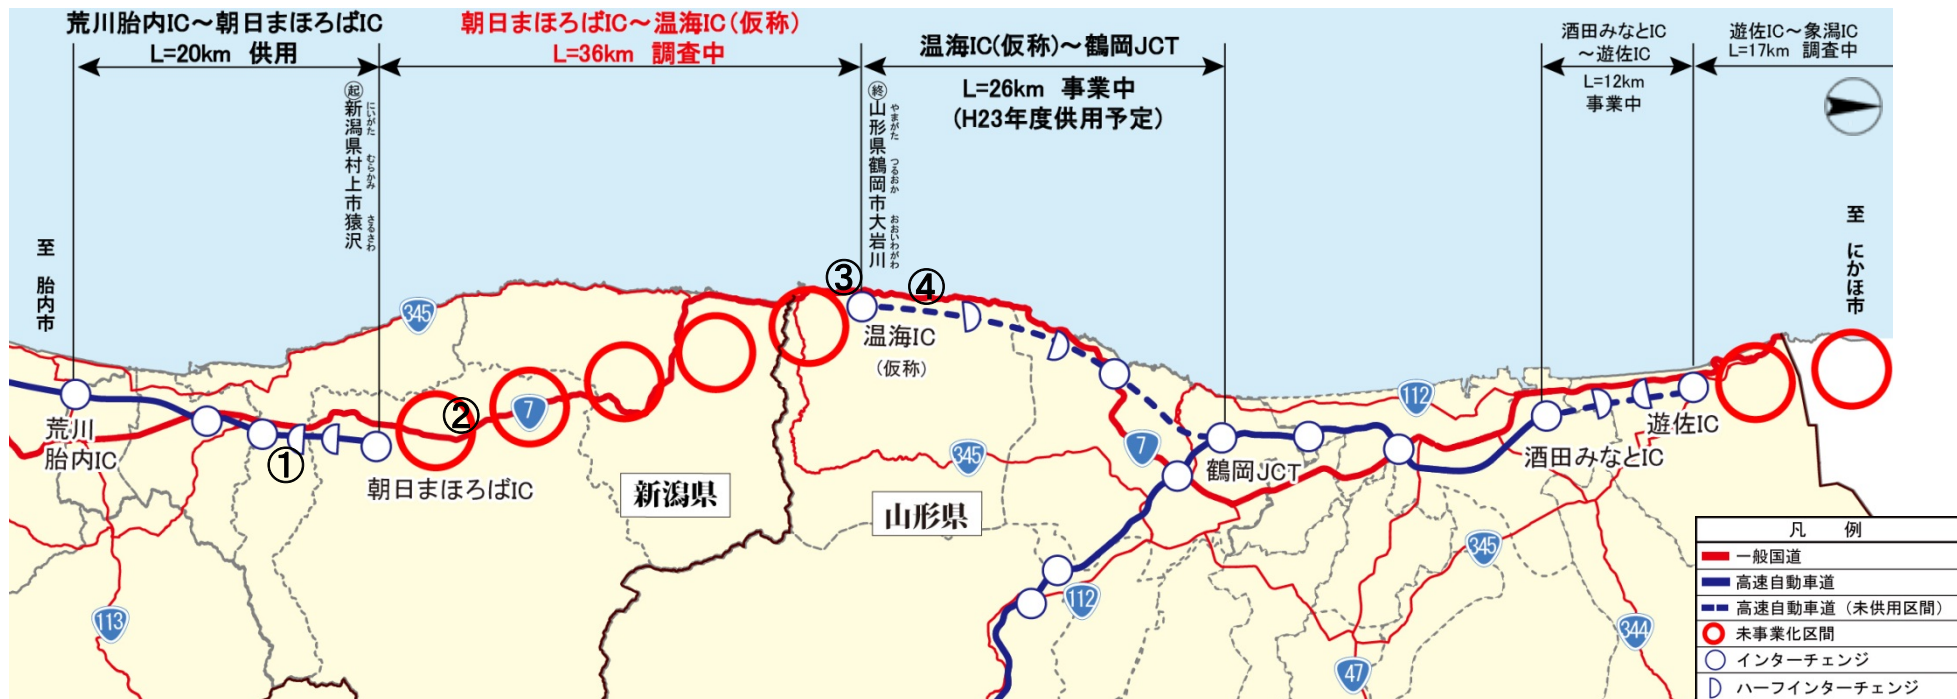 荒川胎内IC～朝日まほろばIC
L=20km 供用
朝日まほろばIC～温海IC(仮称)
L=36km 調査中
温海IC(仮称)～鶴岡JCT
L=26km 事業中
(H23年度供用予定)
酒田みなとIC
～遊佐IC
L=12km
事業中
遊佐IC～象潟IC
L=17km 調査中
起
新潟県村上市猿沢
にいがた むらかみ さるさわ
終
山形県鶴岡市大岩川
やまがた つるおか おおいわがわ
至 胎内市
至 にかほ市
345
③
④
温海IC
(仮称)
荒川
胎内IC
①
②
7
朝日まほろばIC
新潟県
山形県
345
7
鶴岡JCT
112
酒田みなとIC
遊佐IC
113
112
345
344
47
凡 例
一般国道
高速自動車道
高速自動車道（未供用区間）
未事業化区間
インターチェンジ
ハーフインターチェンジ